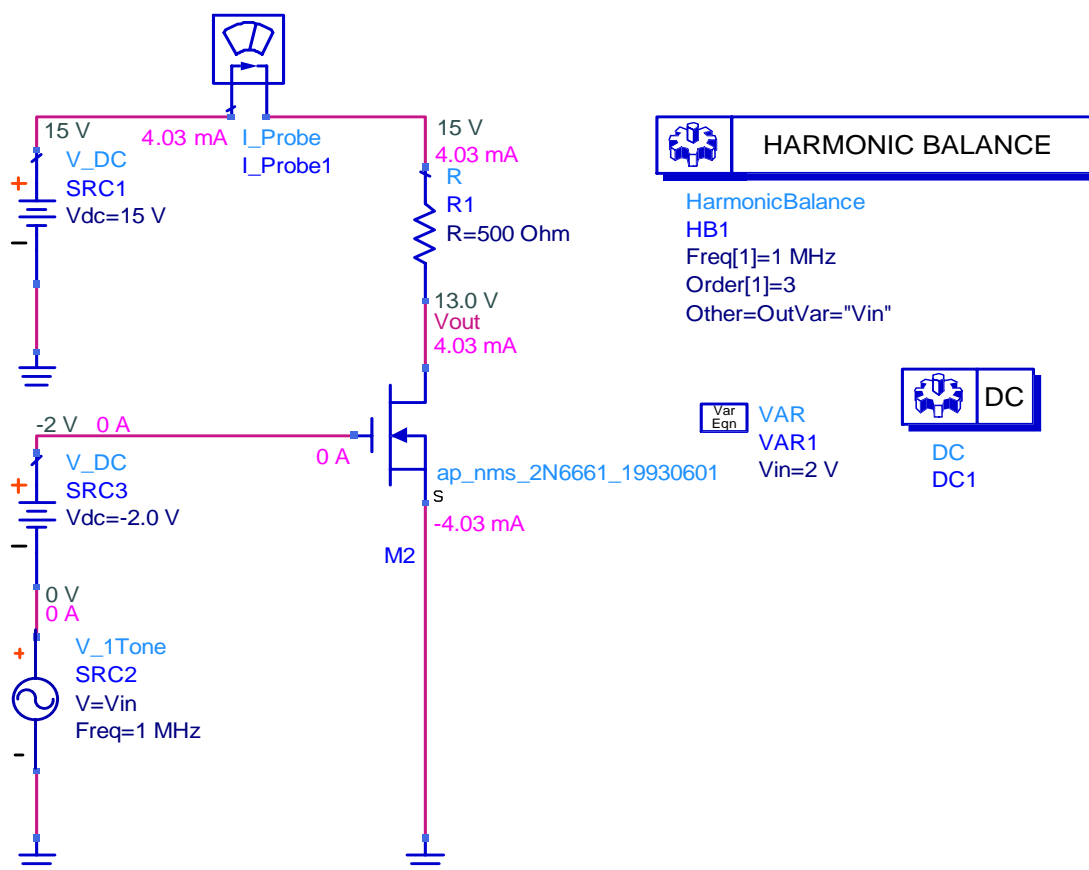 15 V
4.03 mA
I_Probe
I_Probe1
V_DC
SRC1
Vdc=15 V
+
-
15 V
4.03 mA
R
R1
R=500 Ohm
13.0 V
Vout
4.03 mA
-2 V 0 A
0 A
V_DC
SRC3
Vdc=-2.0 V
+
-
ap_nms_2N6661_19930601
S
-4.03 mA
M2
0 V
0 A
V_1Tone
SRC2
V=Vin
Freq=1 MHz
+
-
HARMONIC BALANCE
HarmonicBalance
HB1
Freq[1]=1 MHz
Order[1]=3
Other=OutVar="Vin"
Var
Eqn
VAR
VAR1
Vin=2 V
DC
DC
DC1